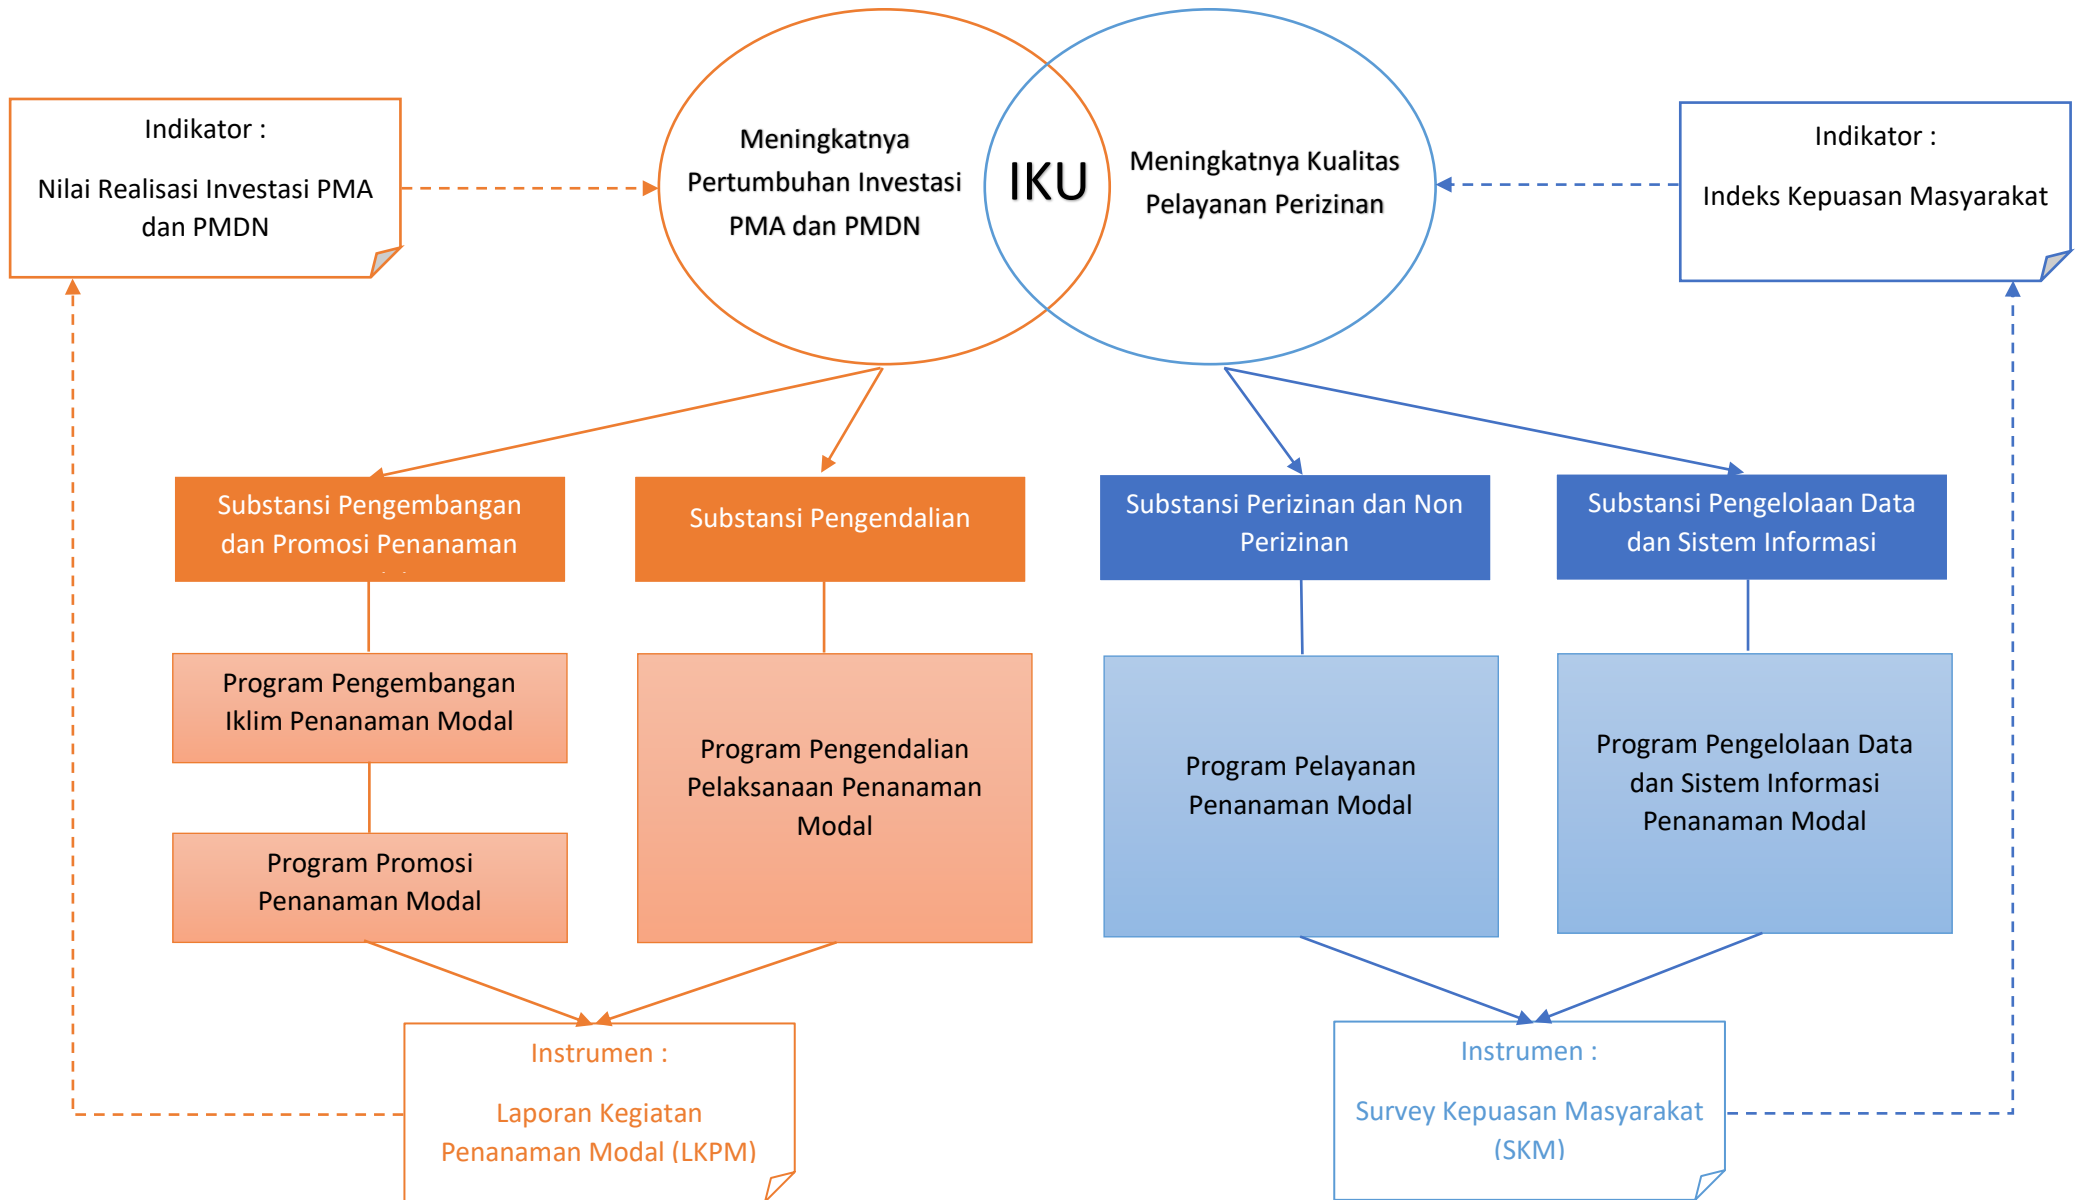 Indikator :
Nilai Realisasi Investasi PMA
dan PMDN
Meningkatnya
Pertumbuhan Investasi
PMA dan PMDN
IKU
Meningkatnya Kualitas
Pelayanan Perizinan
Indikator :
Indeks Kepuasan Masyarakat
Substansi Pengembangan
dan Promosi Penanaman
Substansi Pengendalian
Substansi Perizinan dan Non
Perizinan
Substansi Pengelolaan Data
dan Sistem Informasi
Program Pengembangan
Iklim Penanaman Modal
Program Promosi
Penanaman Modal
Program Pengendalian
Pelaksanaan Penanaman
Modal
Program Pelayanan
Penanaman Modal
Program Pengelolaan Data
dan Sistem Informasi
Penanaman Modal
Instrumen :
Laporan Kegiatan
Penanaman Modal (LKPM)
Instrumen :
Survey Kepuasan Masyarakat
(SKM)